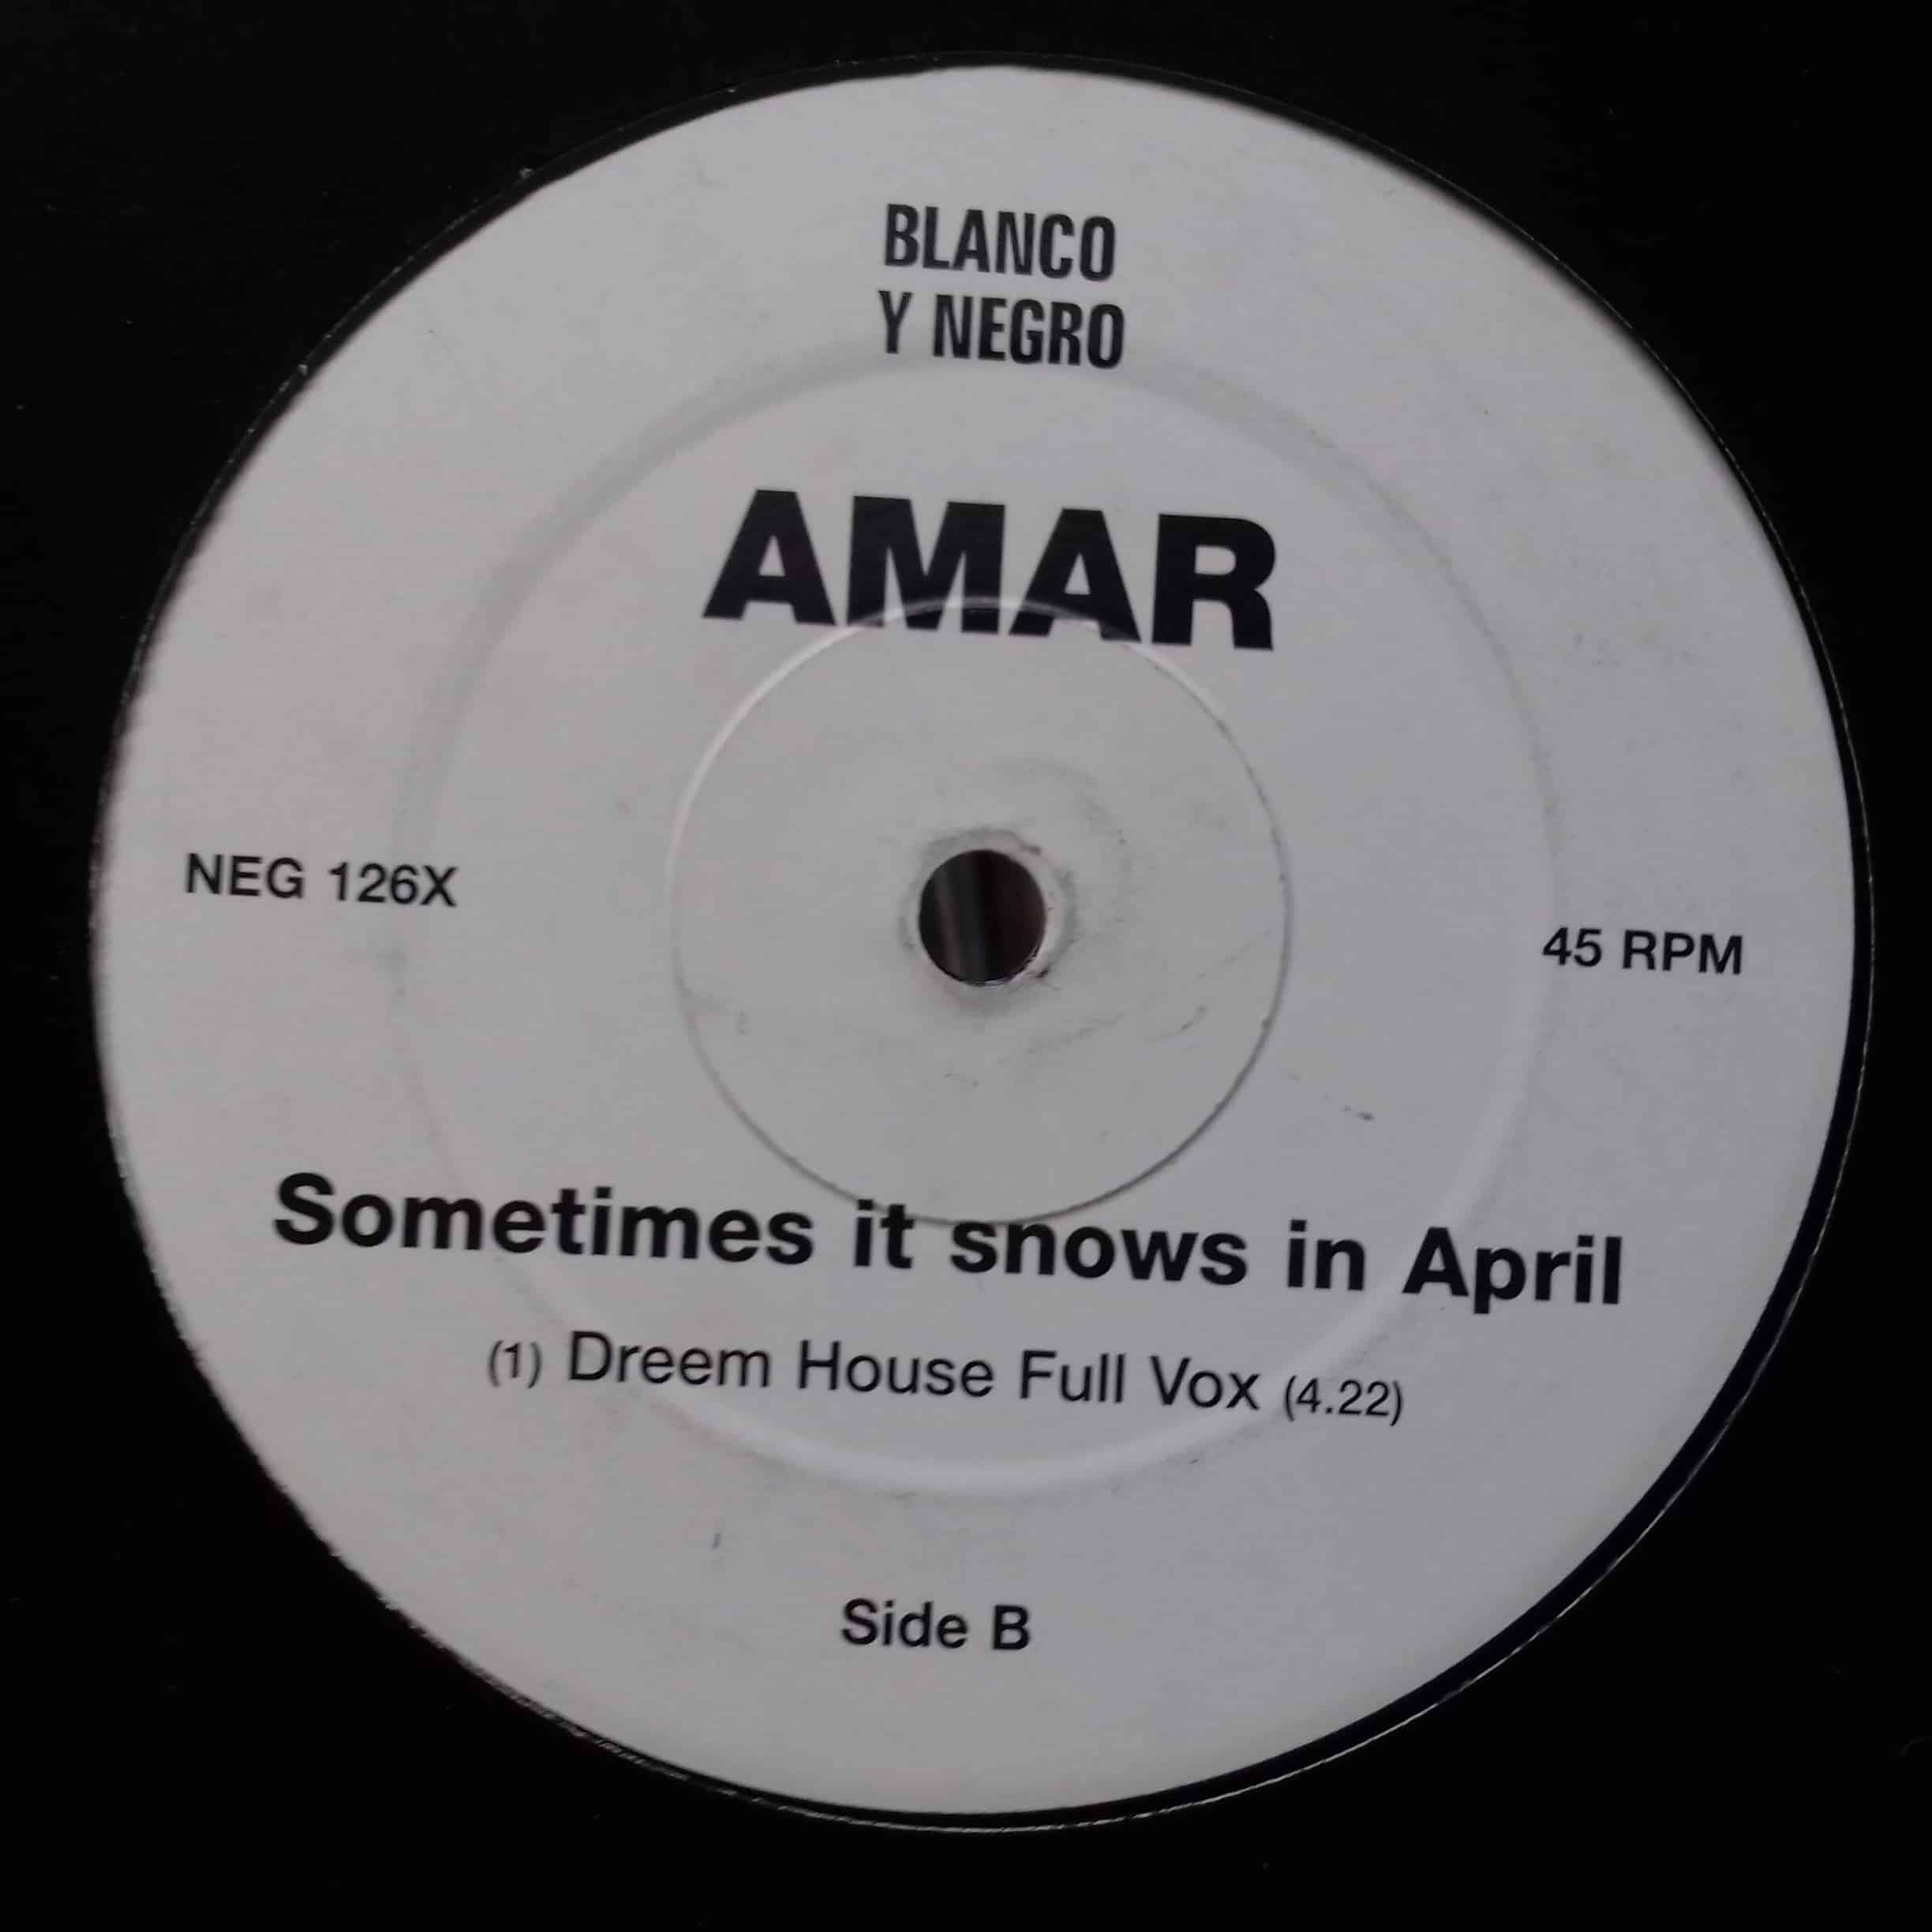 BLANCO
Y NEGRO
AMAR
NEG 126X
45 RPM
Sometimes it snows in April
(1) Dreem House Full Vox (4.22)
Side B